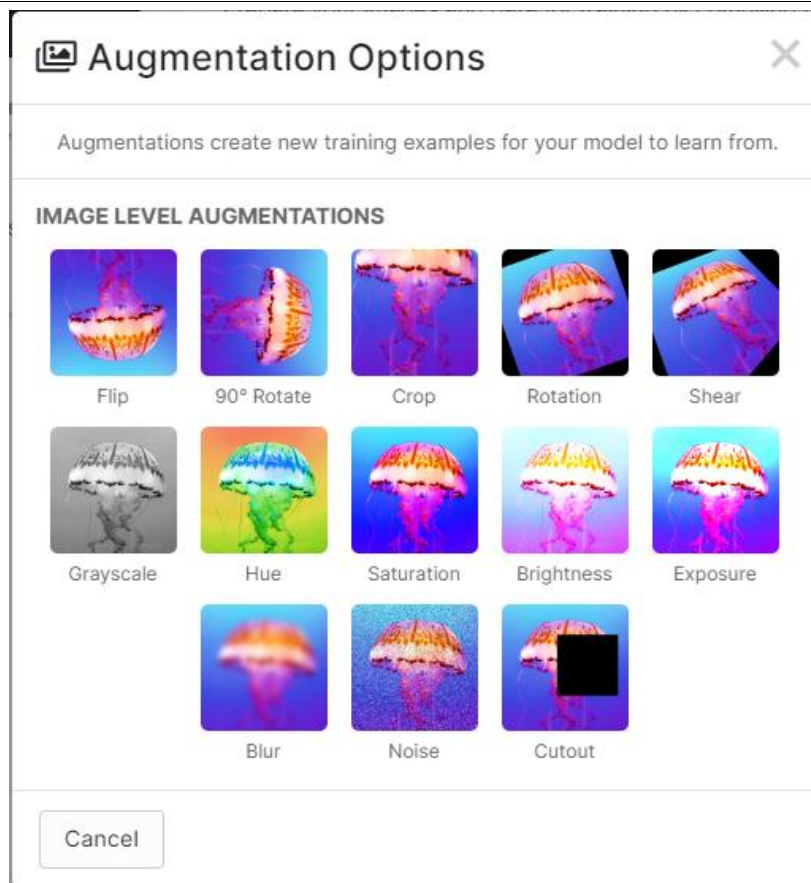 Augmentation Options
Augmentations create new training examples for your model to learn from.
IMAGE LEVEL AUGMENTATIONS
Flip 90° Rotate Crop Rotation Shear
Grayscale Hue Saturation Brightness Exposure
Blur Noise Cutout
Cancel